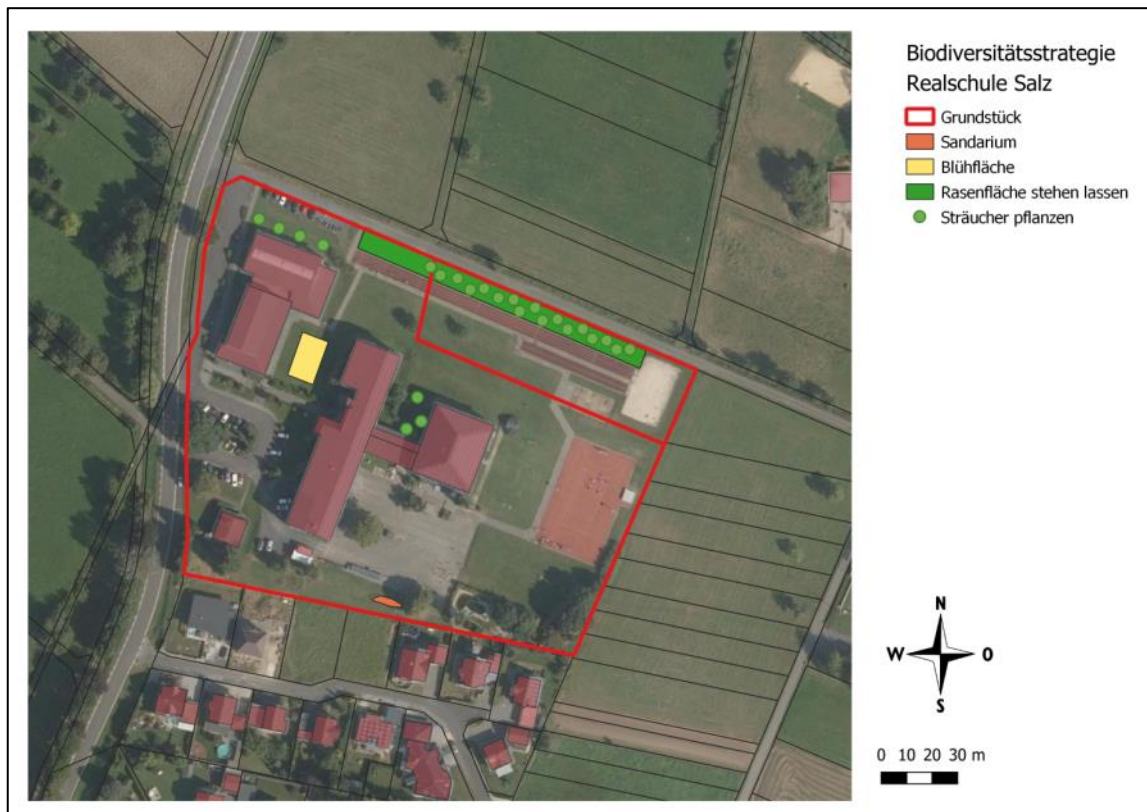 Biodiversitätsstrategie
Realschule Salz
Grundstück
Sandarium
Blühfläche
Rasenfläche stehen lassen
Sträucher pflanzen
N
W O
S
0 10 20 30 m